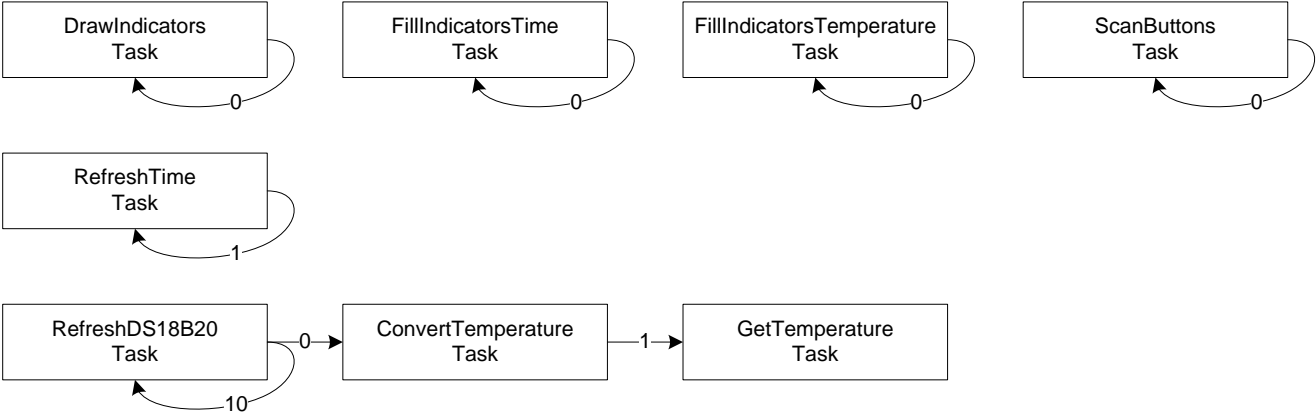 DrawIndicators
Task
0
FillIndicatorsTime
Task
0
FillIndicatorsTemperature
Task
0
ScanButtons
Task
0
RefreshTime
Task
1
RefreshDS18B20
Task
10
0
ConvertTemperature
Task
1
GetTemperature
Task